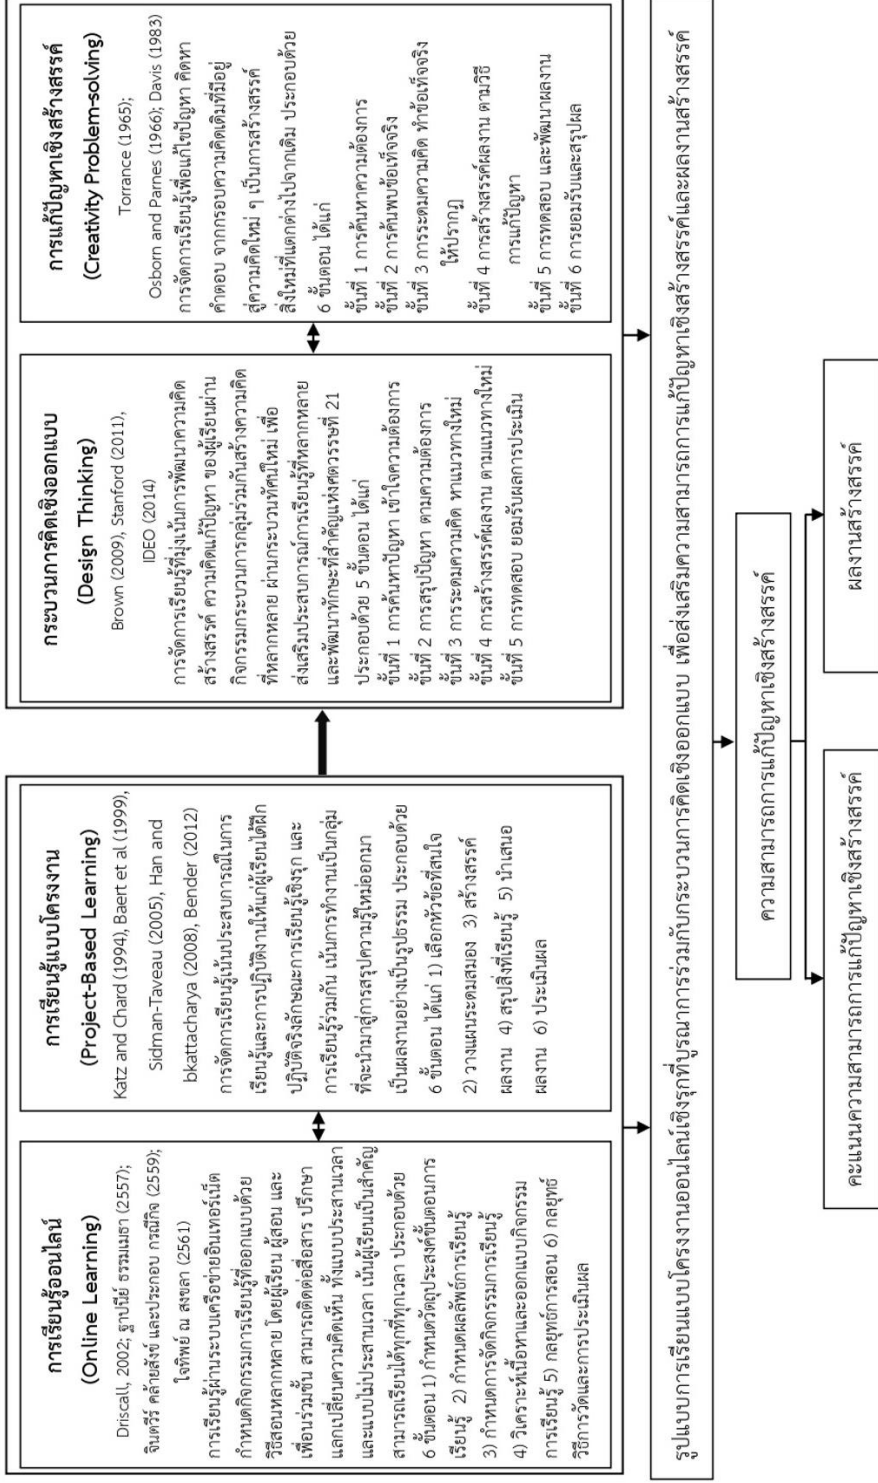 การเรียนรู้ออนไลน์
(Online Learning)
Driscall, 2002; ฐาปนีย์ ธรรมเมธา (2557);
จินตวีร์ คล้ายสังข์ และประกอบ กรณีกิจ (2559);
ใจทิพย์ ณ สงขลา (2561)
การเรียนรู้ผ่านระบบเครือข่ายอินเทอร์เน็ต
กำหนดกิจกรรมการเรียนรู้ที่ออกแบบด้วย
วิธีสอนหลากหลาย โดยผู้เรียน ผู้สอน และ
เพื่อนร่วมชั้น สามารถติดต่อสื่อสาร ปรึกษา
แลกเปลี่ยนความคิดเห็น ทั้งแบบประสานเวลา
และแบบไม่ประสานเวลา เน้นผู้เรียนเป็นสำคัญ
สามารถเรียนได้ทุกที่ทุกเวลา ประกอบด้วย
6 ขั้นตอน 1) กำหนดวัตถุประสงค์ขั้นตอนการ
เรียนรู้ 2) กำหนดผลลัพธ์การเรียนรู้
3) กำหนดการจัดกิจกรรมการเรียนรู้
4) วิเคราะห์เนื้อหาและออกแบบกิจกรรม
การเรียนรู้ 5) กลยุทธ์การสอน 6) กลยุทธ์
วิธีการวัดและการประเมินผล
การเรียนรู้แบบโครงงาน
(Project-Based Learning)
Katz and Chard (1994), Baert et al (1999),
Sidman-Taveau (2005), Han and
bkattacharya (2008), Bender (2012)
การจัดการเรียนรู้เน้นประสบการณ์ในการ
เรียนรู้และการปฏิบัติงานให้แก่ผู้เรียนได้ฝึก
ปฏิบัติจริงลักษณะการเรียนรู้เชิงรุก และ
การเรียนรู้ร่วมกัน เน้นการทำงานเป็นกลุ่ม
ที่จะนำมาสู่การสรุปความรู้ใหม่ออกมา
เป็นผลงานอย่างเป็นรูปธรรม ประกอบด้วย
6 ขั้นตอน ได้แก่ 1) เลือกหัวข้อที่สนใจ
2) วางแผนระดมสมอง 3) สร้างสรรค์
ผลงาน 4) สรุปสิ่งที่เรียนรู้ 5) นำเสนอ
ผลงาน 6) ประเมินผล
กระบวนการคิดเชิงออกแบบ
(Design Thinking)
Brown (2009), Stanford (2011),
IDEO (2014)
การจัดการเรียนรู้ที่มุ่งเน้นการพัฒนาความคิด
สร้างสรรค์ ความคิดแก้ปัญหา ของผู้เรียนผ่าน
กิจกรรมกระบวนการกลุ่มร่วมกันสร้างความคิด
ที่หลากหลาย ผ่านกระบวนทัศน์ใหม่ เพื่อ
ส่งเสริมประสบการณ์การเรียนรู้ที่หลากหลาย
และพัฒนาทักษะที่สำคัญแห่งศตวรรษที่ 21
ประกอบด้วย 5 ขั้นตอน ได้แก่
ขั้นที่ 1 การค้นหาปัญหา เข้าใจความต้องการ
ขั้นที่ 2 การสรุปปัญหา ตามความต้องการ
ขั้นที่ 3 การระดมความคิด หาแนวทางใหม่
ขั้นที่ 4 การสร้างสรรค์ผลงาน ตามแนวทางใหม่
ขั้นที่ 5 การทดสอบ ยอมรับผลการประเมิน
การแก้ปัญหาเชิงสร้างสรรค์
(Creativity Problem-solving)
Torrance (1965);
Osborn and Parnes (1966); Davis (1983)
การจัดการเรียนรู้เพื่อแก้ไขปัญหา คิดหา
คำตอบ จากกรอบความคิดเดิมที่มีอยู่
สู่ความคิดใหม่ ๆ เป็นการสร้างสรรค์
สิ่งใหม่ที่แตกต่างไปจากเดิม ประกอบด้วย
6 ขั้นตอน ได้แก่
ขั้นที่ 1 การค้นหาความต้องการ
ขั้นที่ 2 การค้นพบข้อเท็จจริง
ขั้นที่ 3 การระดมความคิด ทำข้อเท็จจริง
ให้ปรากฏ
ขั้นที่ 4 การสร้างสรรค์ผลงาน ตามวิธี
การแก้ปัญหา
ขั้นที่ 5 การทดสอบ และพัฒนาผลงาน
ขั้นที่ 6 การยอมรับและสรุปผล
รูปแบบการเรียนแบบโครงงานออนไลน์เชิงรุกที่บูรณาการร่วมกับกระบวนการคิดเชิงออกแบบ เพื่อส่งเสริมความสามารถการแก้ปัญหาเชิงสร้างสรรค์และผลงานสร้างสรรค์
ความสามารถการแก้ปัญหาเชิงสร้างสรรค์
คะแนนความสามารถการแก้ปัญหาเชิงสร้างสรรค์
ผลงานสร้างสรรค์